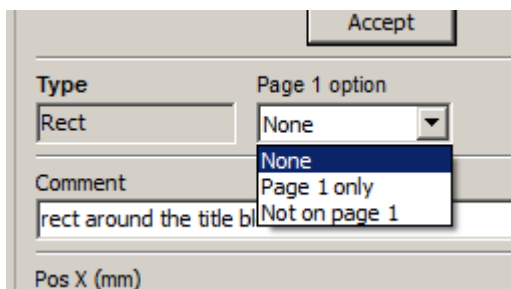 Accept
Type
Page 1 option
Rect
None
None
Page 1 only
Not on page 1
Comment
rect around the title bl
Pos X (mm)